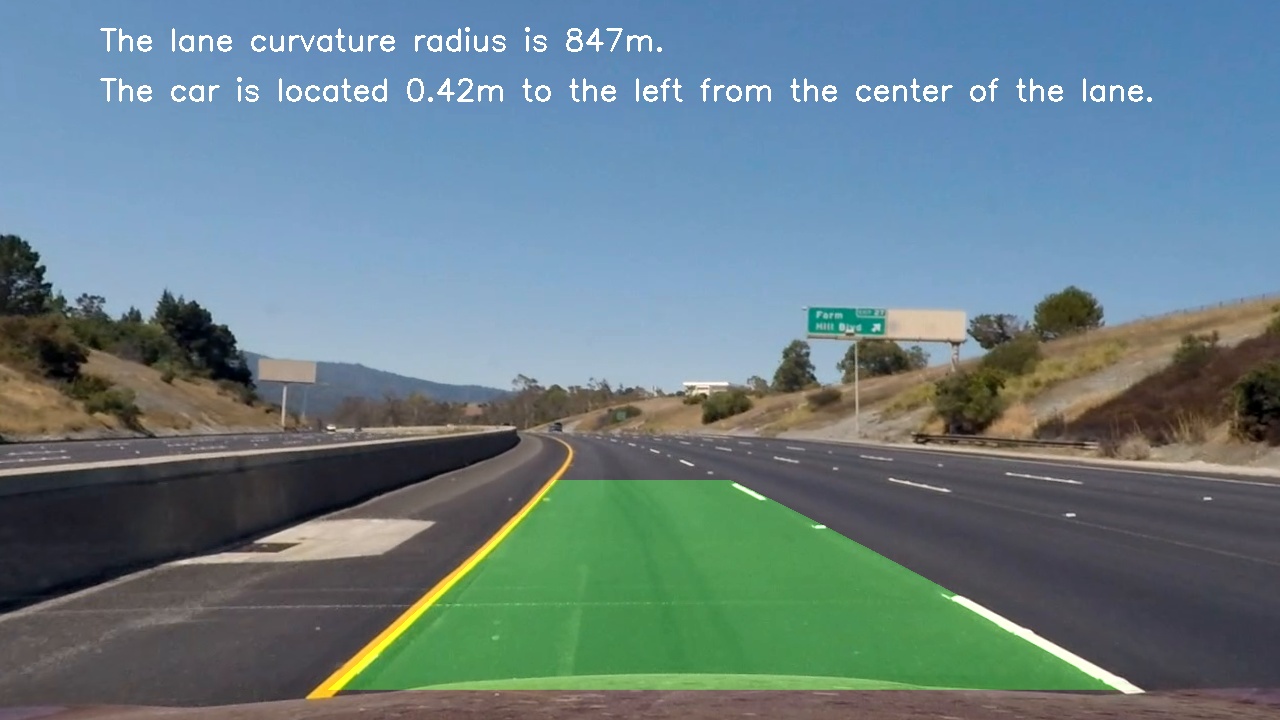 The lane curvature radius is 847m.
The car is located 0.42m to the left from the center of the lane.
Farm
Hill Blvd